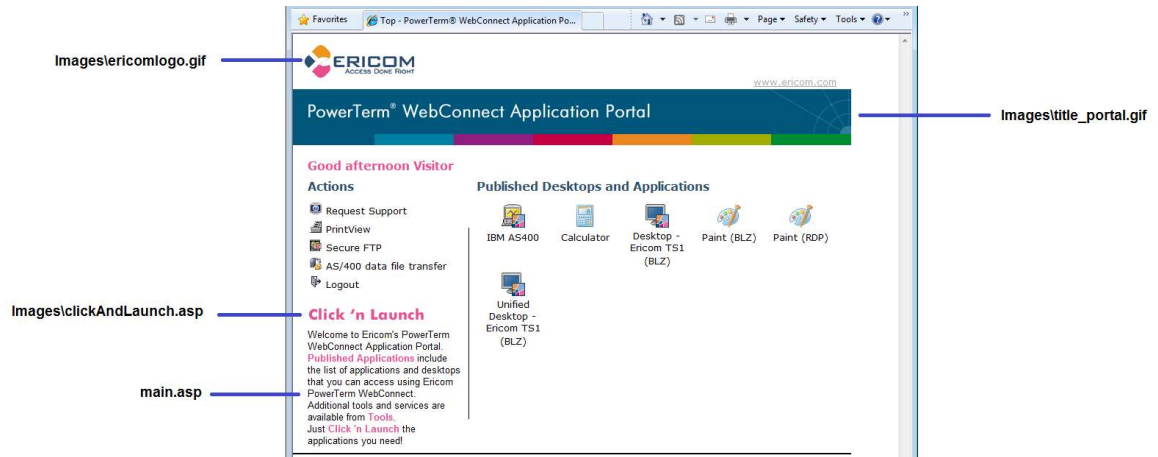 Favorites
Top - PowerTerm® WebConnect Application Po...
Page
Safety
Tools
»
Images\ericomlogo.gif
ERICOM
ACCESS DONE RIGHT
www.ericom.com
PowerTerm® WebConnect Application Portal
Images\title_portal.gif
Good afternoon Visitor
Actions
Request Support
PrintView
Secure FTP
AS/400 data file transfer
Logout
Published Desktops and Applications
IBM AS400
Calculator
Desktop -
Ericom TS1
(BLZ)
Paint (BLZ)
Paint (RDP)
Unified
Desktop -
Ericom TS1
(BLZ)
Images\clickAndLaunch.asp
Click 'n Launch
Welcome to Ericom's PowerTerm
WebConnect Application Portal.
Published Applications include
the list of applications and desktops
that you can access using Ericom
main.asp
PowerTerm WebConnect.
Additional tools and services are
available from Tools.
Just Click 'n Launch the
applications you need!